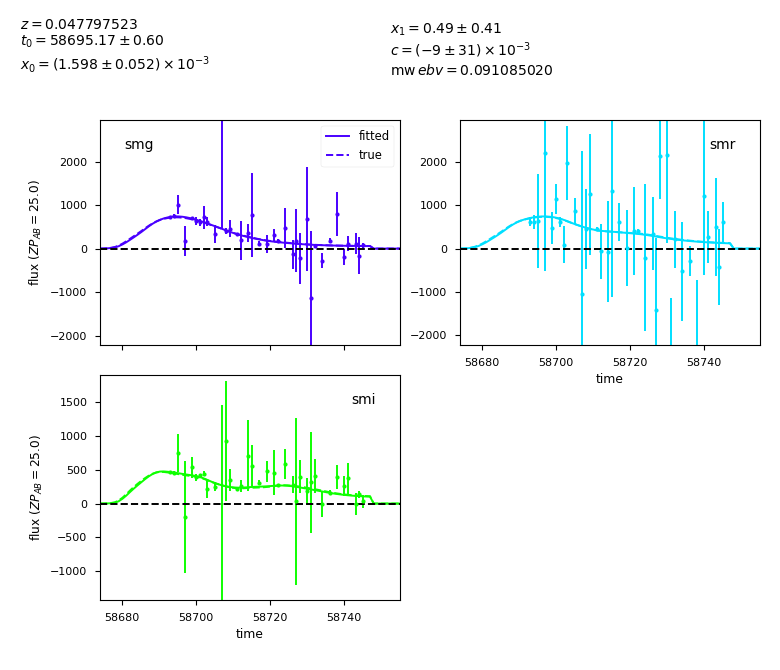 z = 0.047797523
t₀ = 58695.17 ± 0.60
x₀ = (1.598 ± 0.052) × 10⁻³
x₁ = 0.49 ± 0.41
c = (−9 ± 31) × 10⁻³
mw ebv = 0.091085020
smg
fitted
true
2000
1000
0
−1000
−2000
flux (ZP_AB = 25.0)
smr
2000
1000
0
−1000
−2000
58680 58700 58720 58740
time
smi
1500
1000
500
0
−500
−1000
flux (ZP_AB = 25.0)
58680 58700 58720 58740
time